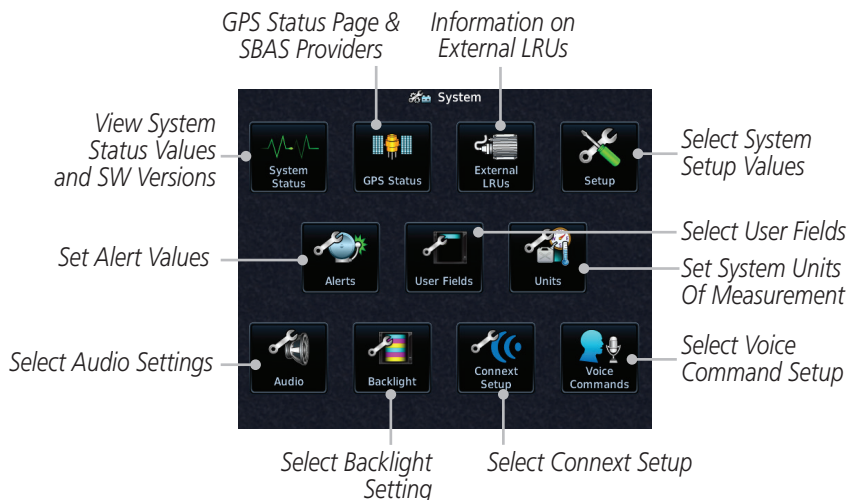 GPS Status Page &
SBAS Providers
Information on
External LRUs
System
View System
Status Values
and SW Versions
System
Status
GPS Status
External
LRUs
Setup
Select System
Setup Values
Set Alert Values
Alerts
User Fields
Units
Select User Fields
Set System Units
Of Measurement
Select Audio Settings
Audio
Backlight
Connext
Setup
Voice
Commands
Select Voice
Command Setup
Select Backlight
Setting
Select Connext Setup